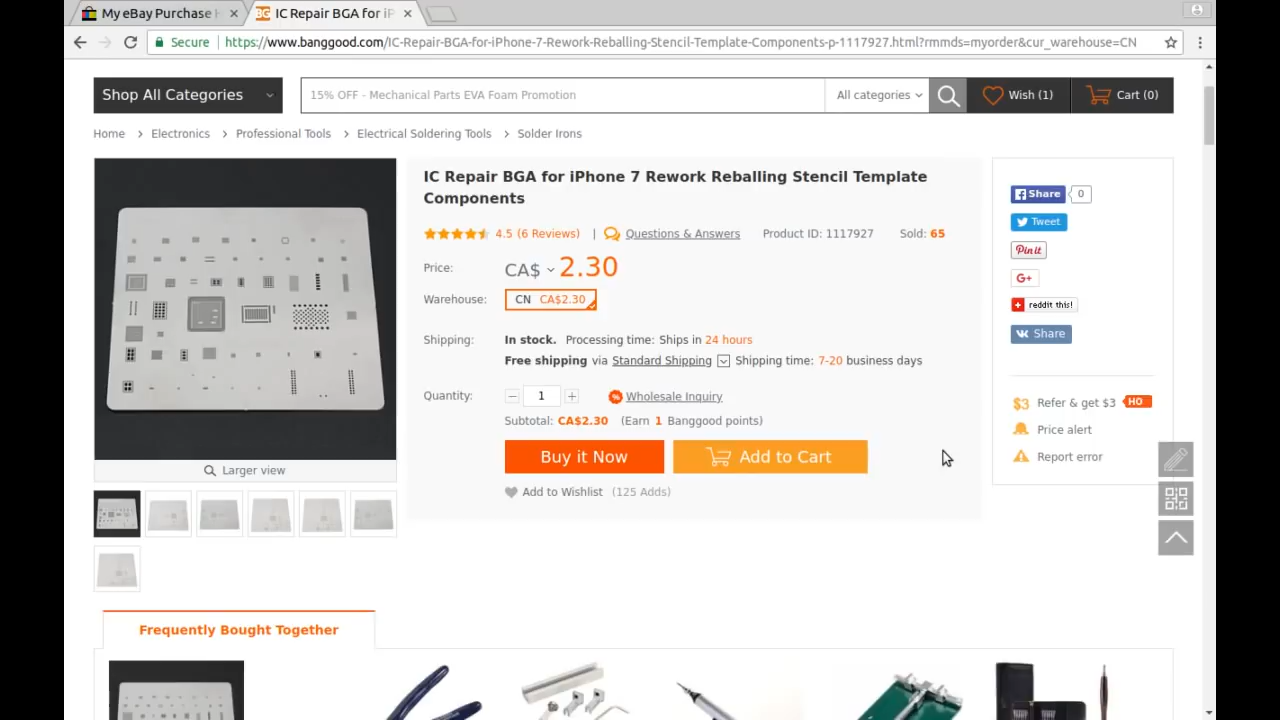 My eBay Purchase H
IC Repair BGA for iP
Secure
https://www.banggood.com/IC-Repair-BGA-for-iPhone-7-Rework-Reballing-Stencil-Template-Components-p-1117927.html?rmmds=myorder&cur_warehouse=CN
Shop All Categories
15% OFF - Mechanical Parts EVA Foam Promotion
All categories
Wish (1)
Cart (0)
Home > Electronics > Professional Tools > Electrical Soldering Tools > Solder Irons
IC Repair BGA for iPhone 7 Rework Reballing Stencil Template
Components
4.5 (6 Reviews) | Questions & Answers Product ID: 1117927 Sold: 65
Price: CA$ 2.30
Warehouse: CN CA$2.30
Shipping: In stock. Processing time: Ships in 24 hours
Free shipping via Standard Shipping Shipping time: 7-20 business days
Quantity: 1 Wholesale Inquiry
Subtotal: CA$2.30 (Earn 1 Banggood points)
Buy it Now
Add to Cart
Add to Wishlist (125 Adds)
Larger view
Share 0
Tweet
Pin it
G+
reddit this!
Share
$3 Refer & get $3 HO
Price alert
Report error
Frequently Bought Together